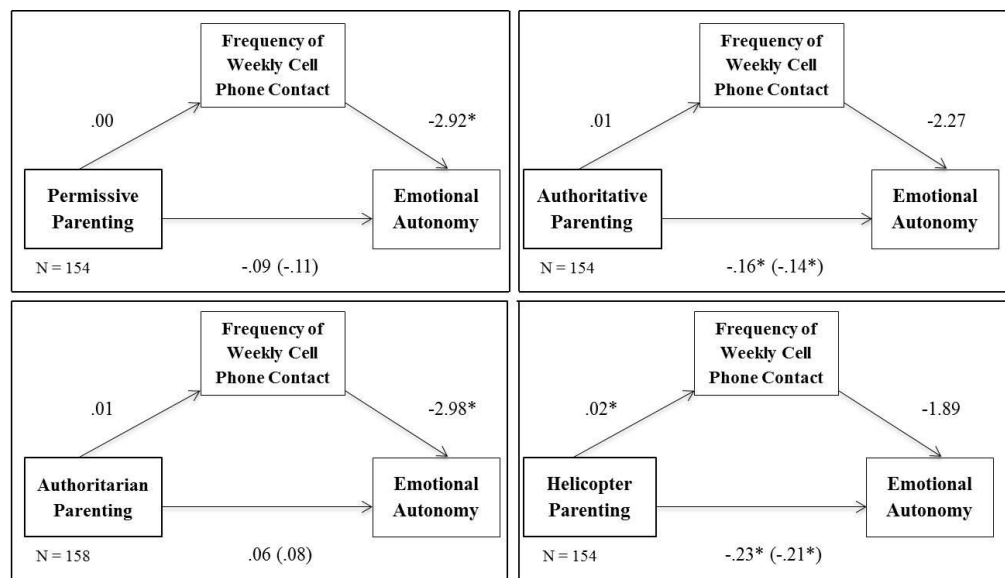 Frequency of
Weekly Cell
Phone Contact
.00
-2.92*
Permissive
Parenting
Emotional
Autonomy
N = 154
-.09 (-.11)
Frequency of
Weekly Cell
Phone Contact
.01
-2.27
Authoritative
Parenting
Emotional
Autonomy
N = 154
-.16* (-.14*)
Frequency of
Weekly Cell
Phone Contact
.01
-2.98*
Authoritarian
Parenting
Emotional
Autonomy
N = 158
.06 (.08)
Frequency of
Weekly Cell
Phone Contact
.02*
-1.89
Helicopter
Parenting
Emotional
Autonomy
N = 154
-.23* (-.21*)